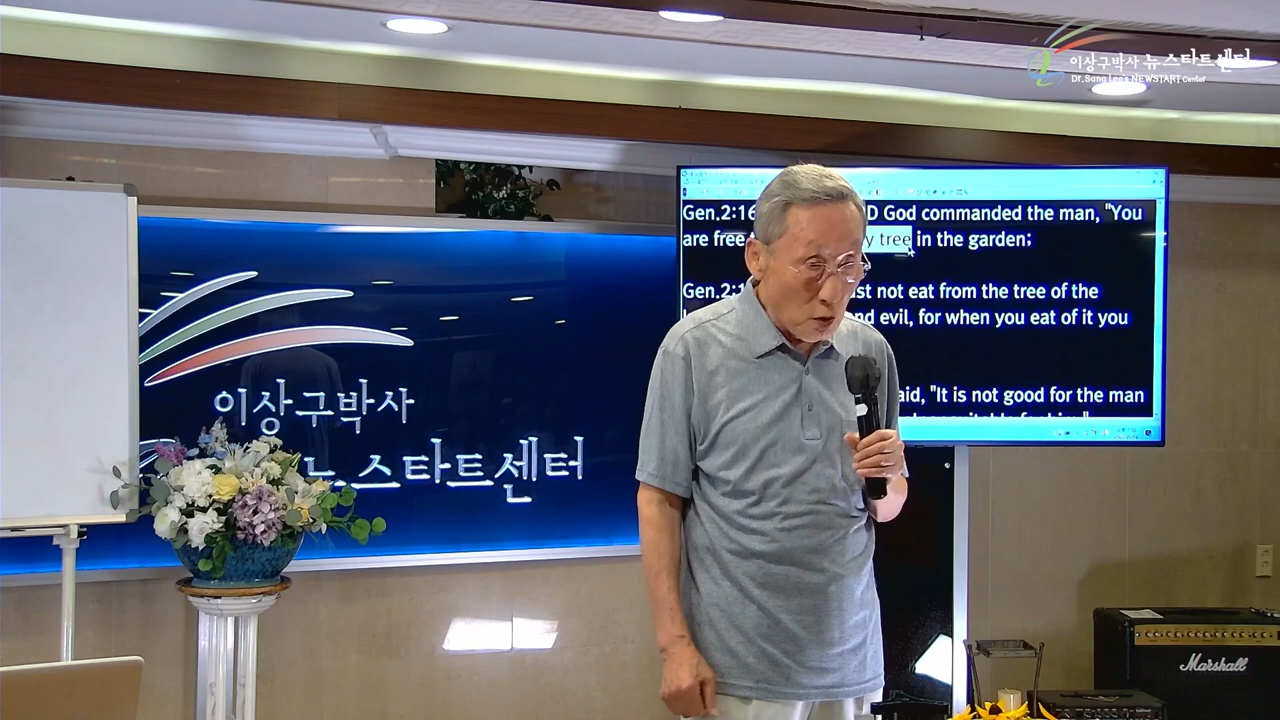 이상구박사 뉴스타트센터
Dr. Sang Lee's NEWSTART Center
Gen.2:16 D God commanded the man, "You
are free y tree in the garden;
Gen.2:1 st not eat from the tree of the
nd evil, for when you eat of it you
aid, "It is not good for the man
이상구박사
뉴스타트센터
Marshall